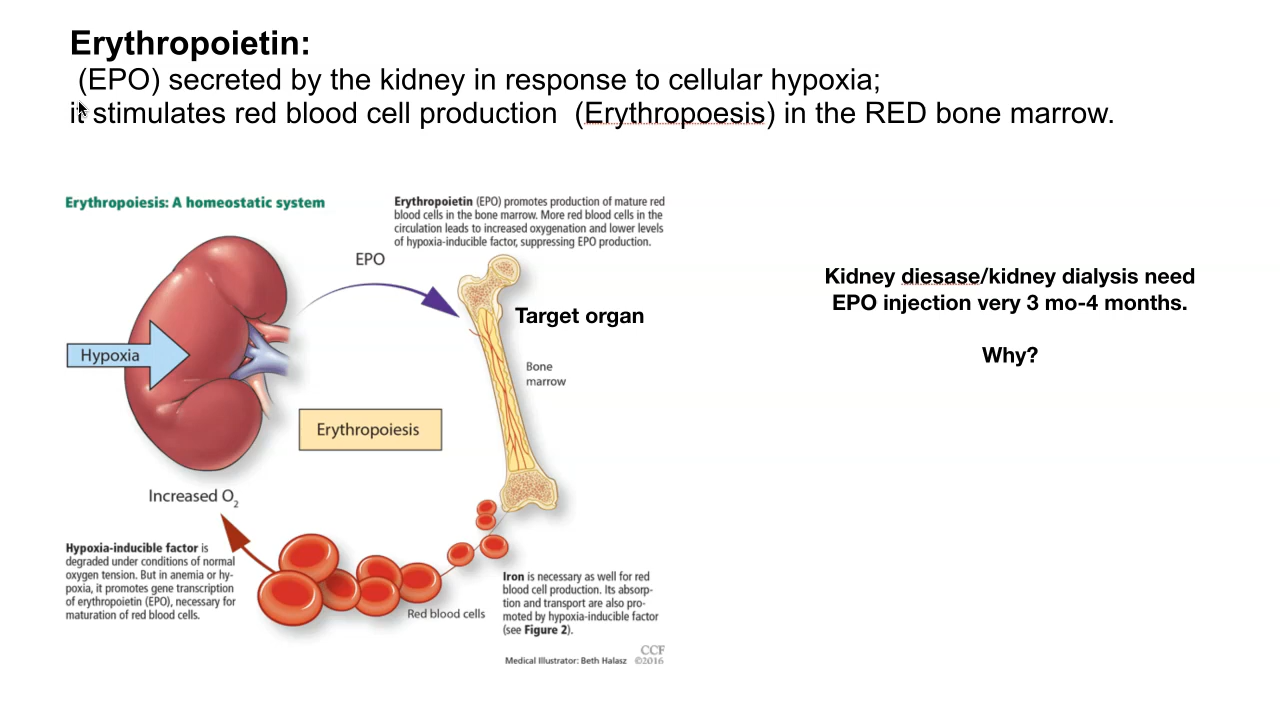 Erythropoietin:
(EPO) secreted by the kidney in response to cellular hypoxia;
it stimulates red blood cell production (Erythropoesis) in the RED bone marrow.
Erythropoiesis: A homeostatic system
Erythropoietin (EPO) promotes production of mature red
blood cells in the bone marrow. More red blood cells in the
circulation leads to increased oxygenation and lower levels
of hypoxia-inducible factor, suppressing EPO production.
EPO
Target organ
Hypoxia
Bone
marrow
Erythropoiesis
Increased O2
Hypoxia-inducible factor is
degraded under conditions of normal
oxygen tension. But in anemia or hy-
poxia, it promotes gene transcription
of erythropoietin (EPO), necessary for
maturation of red blood cells.
Red blood cells
Iron is necessary as well for red
blood cell production. Its absorp-
tion and transport are also pro-
moted by hypoxia-inducible factor
(see Figure 2).
CCF
Medical Illustrator: Beth Halasz ©2016
Kidney diesase/kidney dialysis need
EPO injection very 3 mo-4 months.
Why?